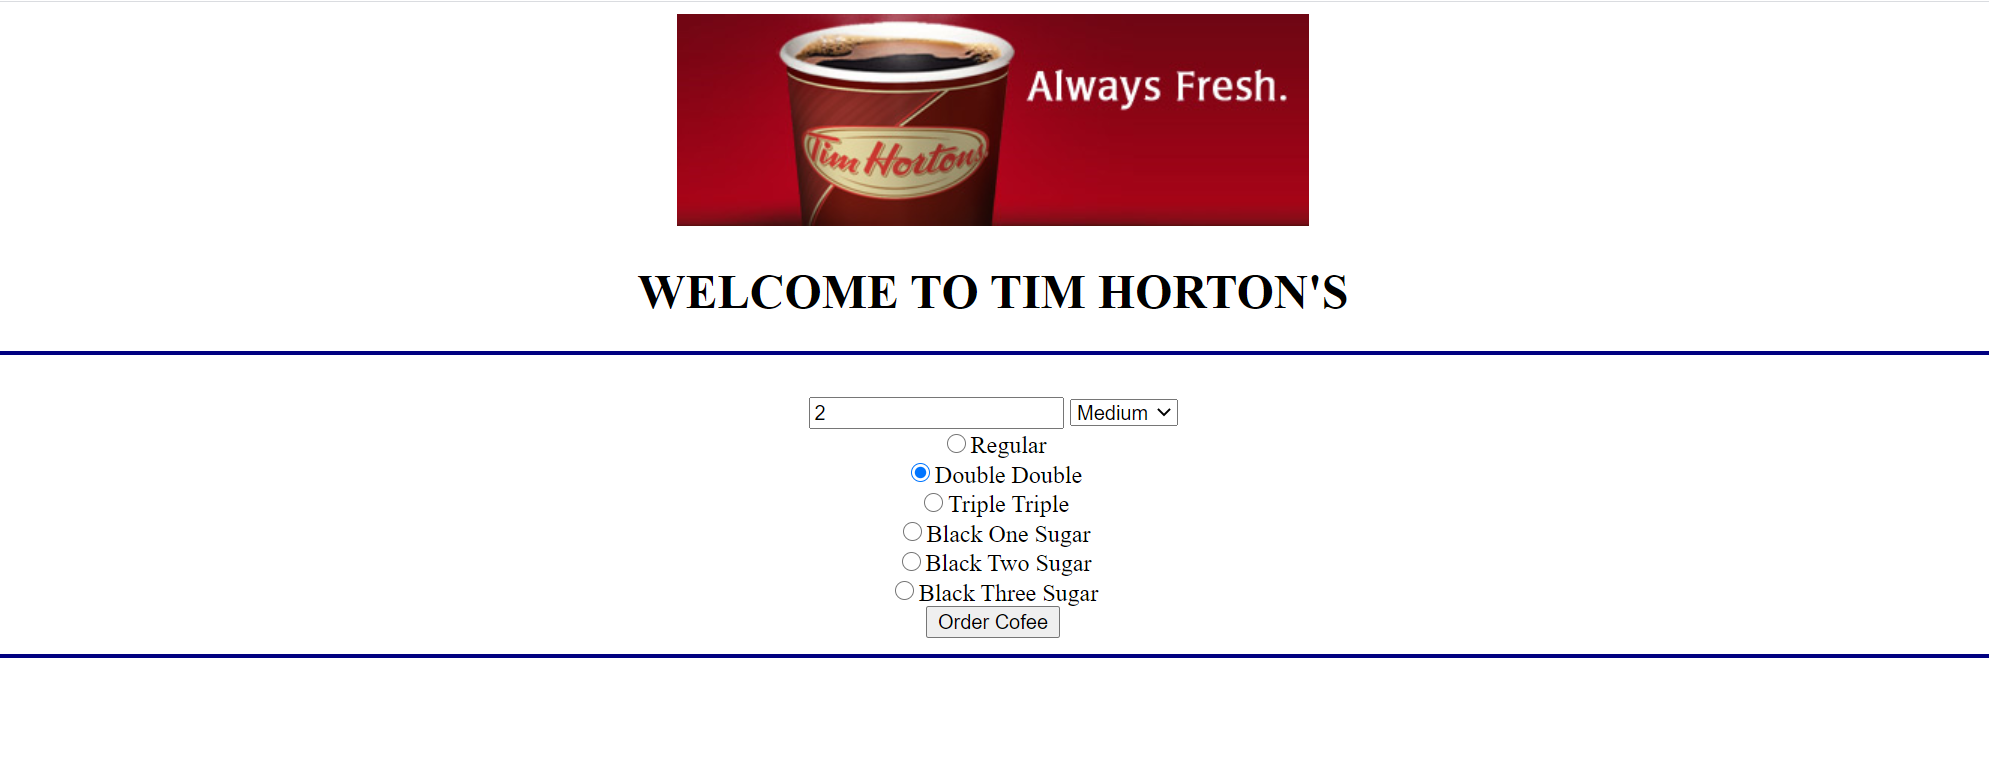 Always Fresh.
Tim Hortons
WELCOME TO TIM HORTON'S
2 Medium
Regular
Double Double
Triple Triple
Black One Sugar
Black Two Sugar
Black Three Sugar
Order Cofee